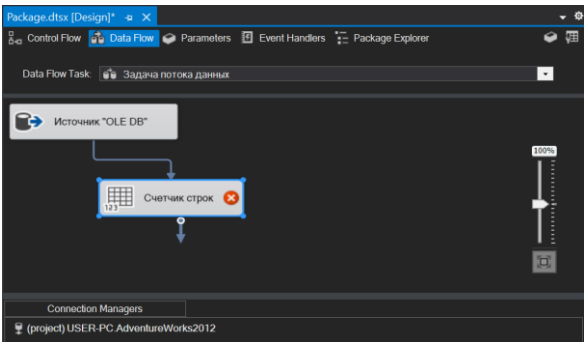 Package.dtsx [Design]*
Control Flow Data Flow Parameters Event Handlers Package Explorer
Data Flow Task: Задача потока данных
Источник "OLE DB"
100%
Счетчик строк
123
Connection Managers
(project) USER-PC.AdventureWorks2012